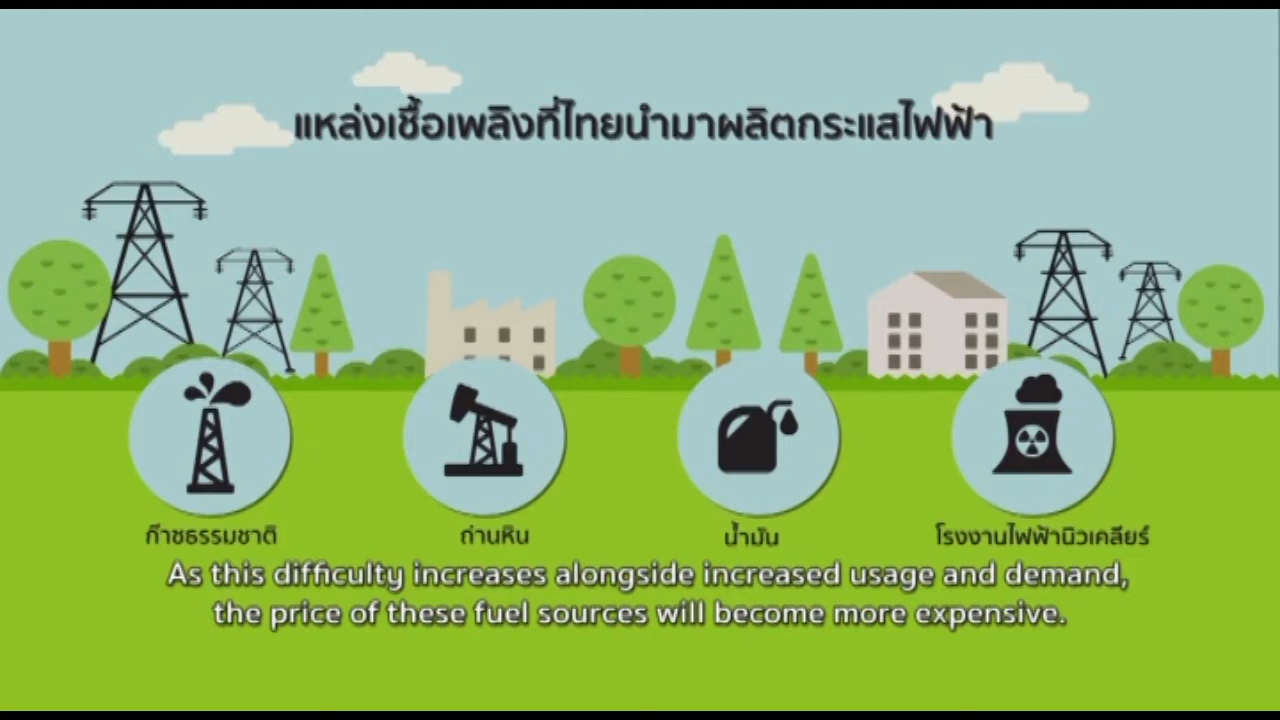 แหล่งเชื้อเพลิงที่ไทยนำมาผลิตกระแสไฟฟ้า
ก๊าซธรรมชาติ
ถ่านหิน
น้ำมัน
โรงงานไฟฟ้านิวเคลียร์
As this difficulty increases alongside increased usage and demand,
the price of these fuel sources will become more expensive.